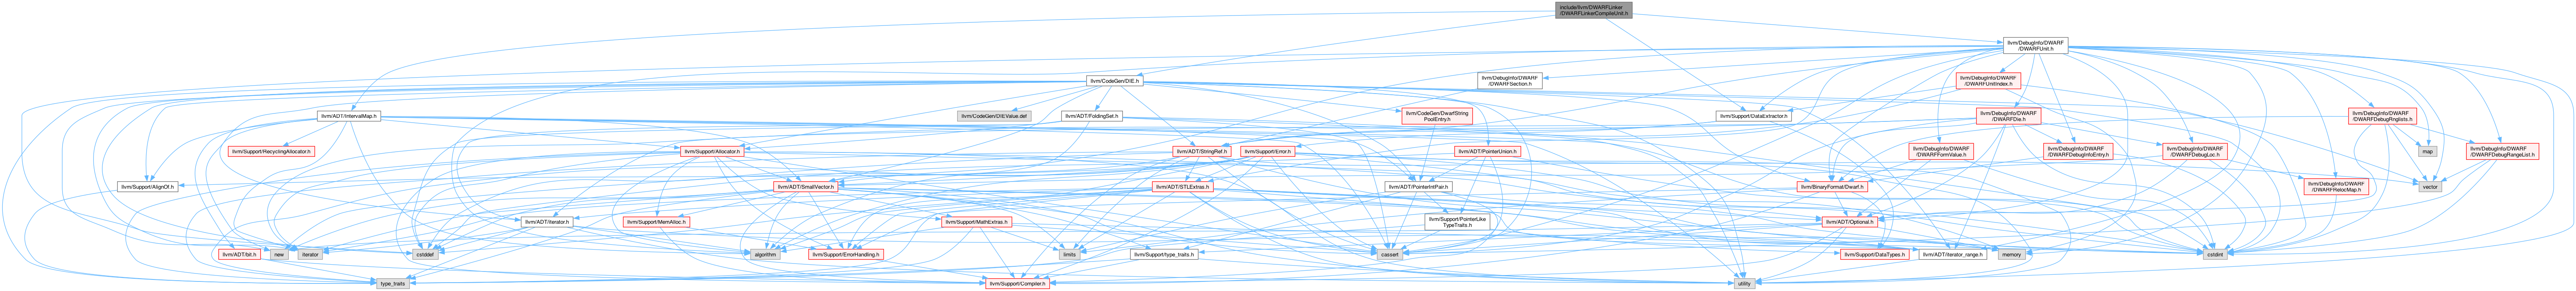 include/llvm/DWARFLinker
/DWARFLinkerCompileUnit.h
llvm/DebugInfo/DWARF
/DWARFUnit.h
llvm/CodeGen/DIE.h
llvm/DebugInfo/DWARF
/DWARFSection.h
llvm/DebugInfo/DWARF
/DWARFUnitIndex.h
llvm/ADT/IntervalMap.h
llvm/CodeGen/DIEValue.def
llvm/ADT/FoldingSet.h
llvm/CodeGen/DwarfString
PoolEntry.h
llvm/Support/DataExtractor.h
llvm/DebugInfo/DWARF
/DWARFDie.h
llvm/DebugInfo/DWARF
/DWARFDebugRnglists.h
llvm/Support/RecyclingAllocator.h
llvm/Support/Allocator.h
llvm/ADT/StringRef.h
llvm/Support/Error.h
llvm/ADT/PointerUnion.h
llvm/DebugInfo/DWARF
/DWARFFormValue.h
llvm/DebugInfo/DWARF
/DWARFDebugInfoEntry.h
llvm/DebugInfo/DWARF
/DWARFDebugLoc.h
map
llvm/DebugInfo/DWARF
/DWARFDebugRangeList.h
llvm/Support/AlignOf.h
llvm/ADT/SmallVector.h
llvm/ADT/STLExtras.h
llvm/ADT/PointerIntPair.h
llvm/BinaryFormat/Dwarf.h
llvm/DebugInfo/DWARF
/DWARFRelocMap.h
vector
llvm/ADT/iterator.h
llvm/Support/MemAlloc.h
llvm/Support/MathExtras.h
llvm/Support/PointerLike
TypeTraits.h
llvm/ADT/Optional.h
llvm/ADT/bit.h
new
iterator
cstddef
algorithm
llvm/Support/ErrorHandling.h
limits
llvm/Support/type_traits.h
cassert
llvm/Support/DataTypes.h
llvm/ADT/iterator_range.h
memory
cstdint
type_traits
llvm/Support/Compiler.h
utility